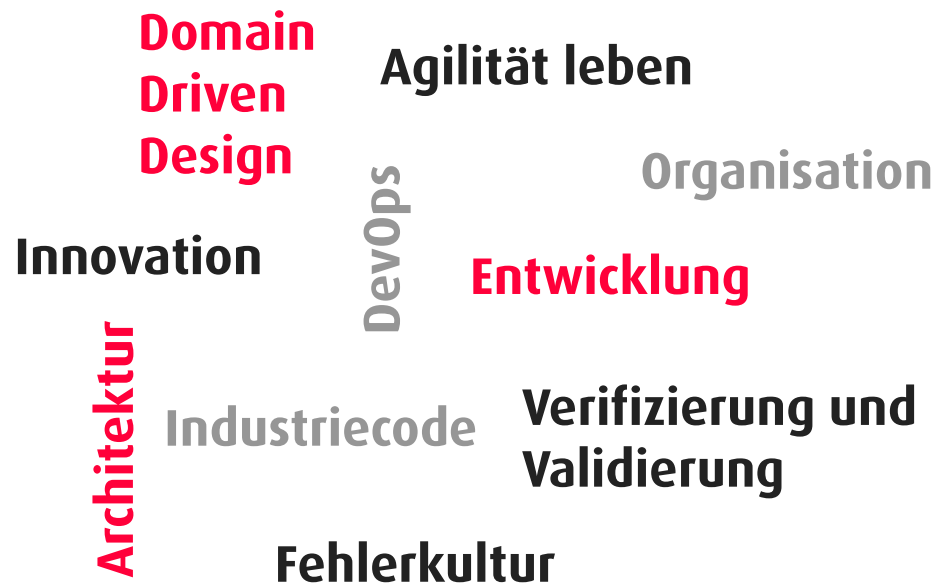 Domain
Driven
Design
Agilität leben
Organisation
DevOps
Innovation
Entwicklung
Architektur
Industriecode
Verifizierung und
Validierung
Fehlerkultur